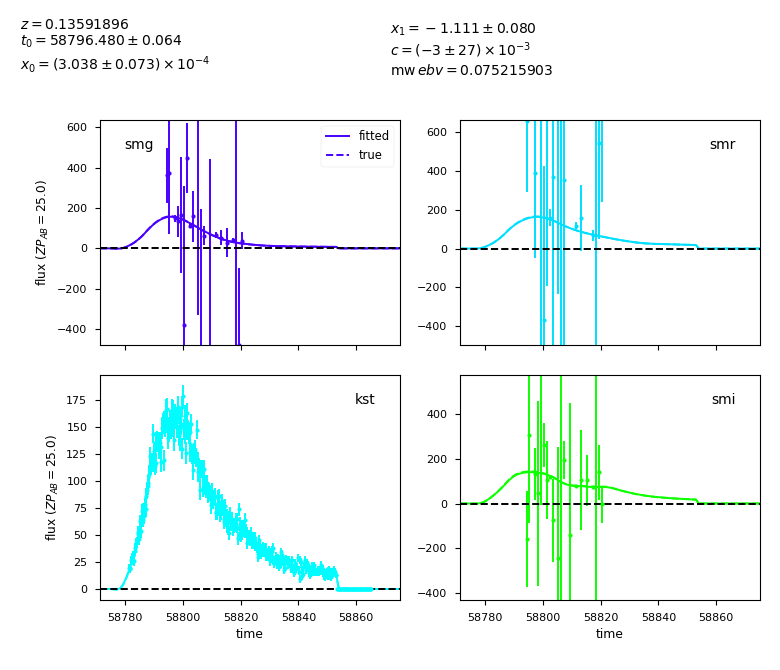 z = 0.13591896
t₀ = 58796.480 ± 0.064
x₀ = (3.038 ± 0.073) × 10⁻⁴
x₁ = −1.111 ± 0.080
c = (−3 ± 27) × 10⁻³
mw ebv = 0.075215903
smg
fitted
true
600
400
200
0
−200
−400
flux (ZP_AB = 25.0)
smr
600
400
200
0
−200
−400
kst
175
150
125
100
75
50
25
0
flux (ZP_AB = 25.0)
58780 58800 58820 58840 58860
time
smi
400
200
0
−200
−400
58780 58800 58820 58840 58860
time